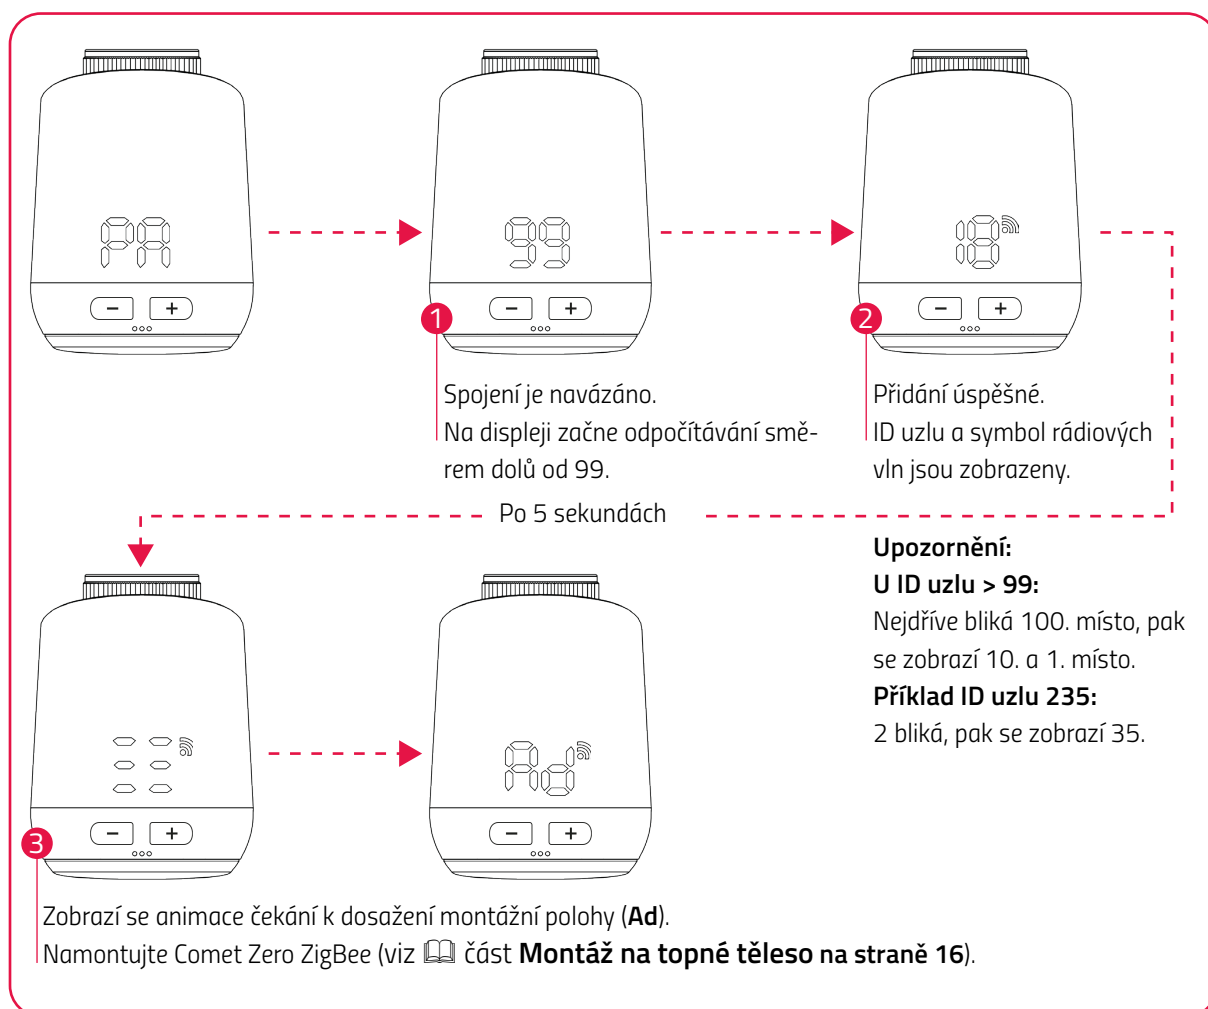 PA
99
18
1
Spojení je navázáno.
Na displeji začne odpočítávání smě-
rem dolů od 99.
2
Přidání úspěšné.
ID uzlu a symbol rádiových
vln jsou zobrazeny.
Po 5 sekundách
Upozornění:
U ID uzlu > 99:
Nejdříve bliká 100. místo, pak
se zobrazí 10. a 1. místo.
Příklad ID uzlu 235:
2 bliká, pak se zobrazí 35.
Ad
3
Zobrazí se animace čekání k dosažení montážní polohy (Ad).
Namontujte Comet Zero ZigBee (viz část Montáž na topné těleso na straně 16).